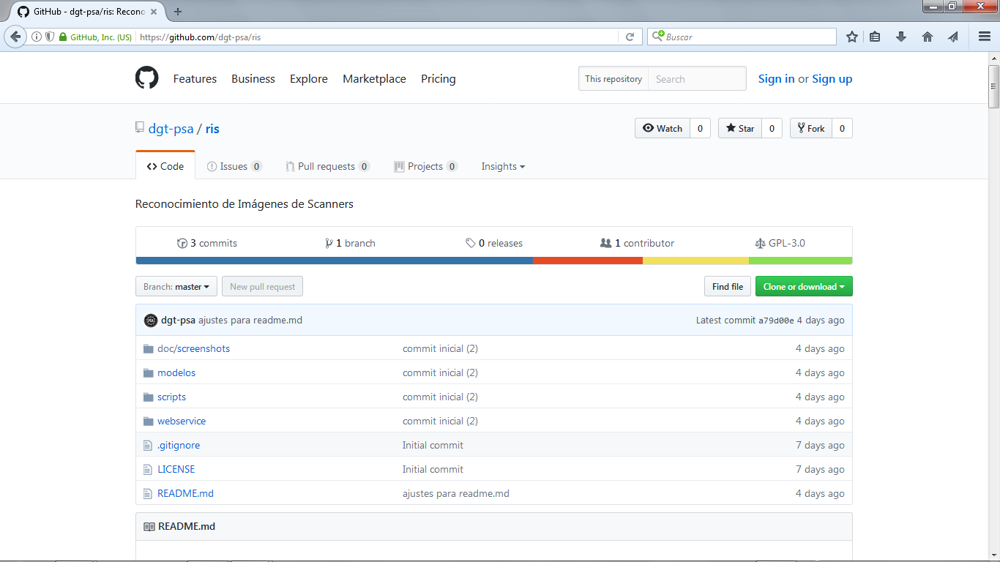 GitHub - dgt-psa/ris: Recono
GitHub, Inc. (US) https://github.com/dgt-psa/ris Buscar
Features Business Explore Marketplace Pricing This repository Search Sign in or Sign up
dgt-psa / ris Watch 0 Star 0 Fork 0
Code Issues 0 Pull requests 0 Projects 0 Insights
Reconocimiento de Imágenes de Scanners
3 commits 1 branch 0 releases 1 contributor GPL-3.0
Branch: master New pull request Find file Clone or download
dgt-psa ajustes para readme.md Latest commit a79d00e 4 days ago
doc/screenshots commit inicial (2) 4 days ago
modelos commit inicial (2) 4 days ago
scripts commit inicial (2) 4 days ago
webservice commit inicial (2) 4 days ago
.gitignore Initial commit 7 days ago
LICENSE Initial commit 7 days ago
README.md ajustes para readme.md 4 days ago
README.md